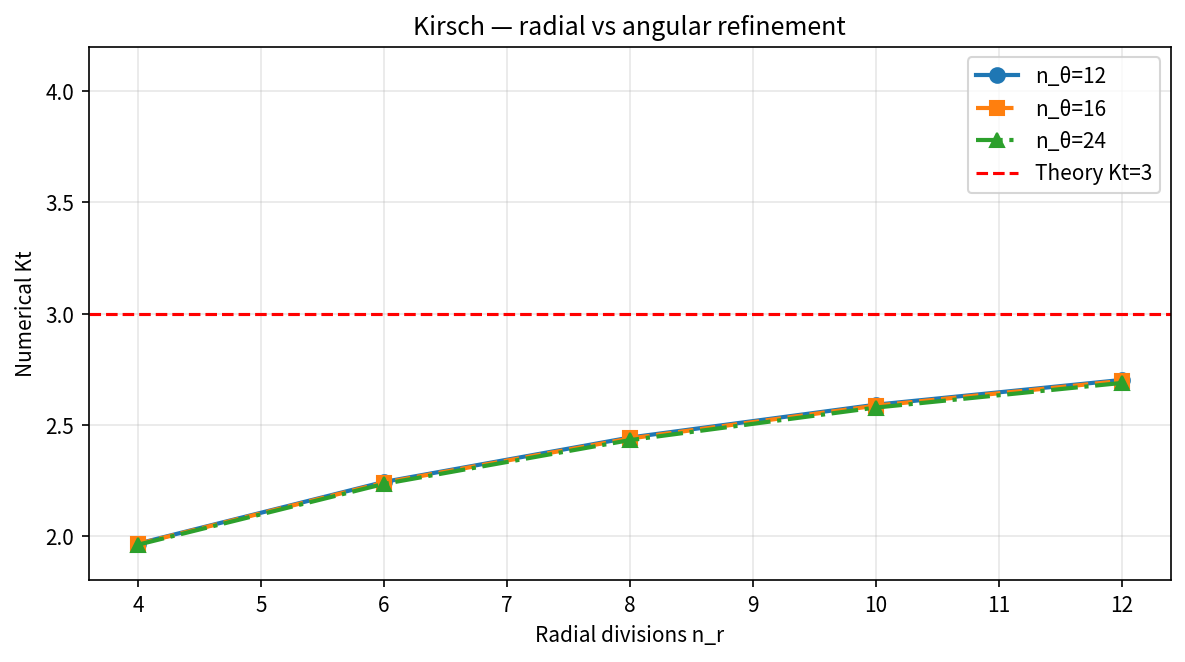 Kirsch — radial vs angular refinement
n_θ=12
n_θ=16
n_θ=24
Theory Kt=3
Numerical Kt
4.0
3.5
3.0
2.5
2.0
4 5 6 7 8 9 10 11 12
Radial divisions n_r